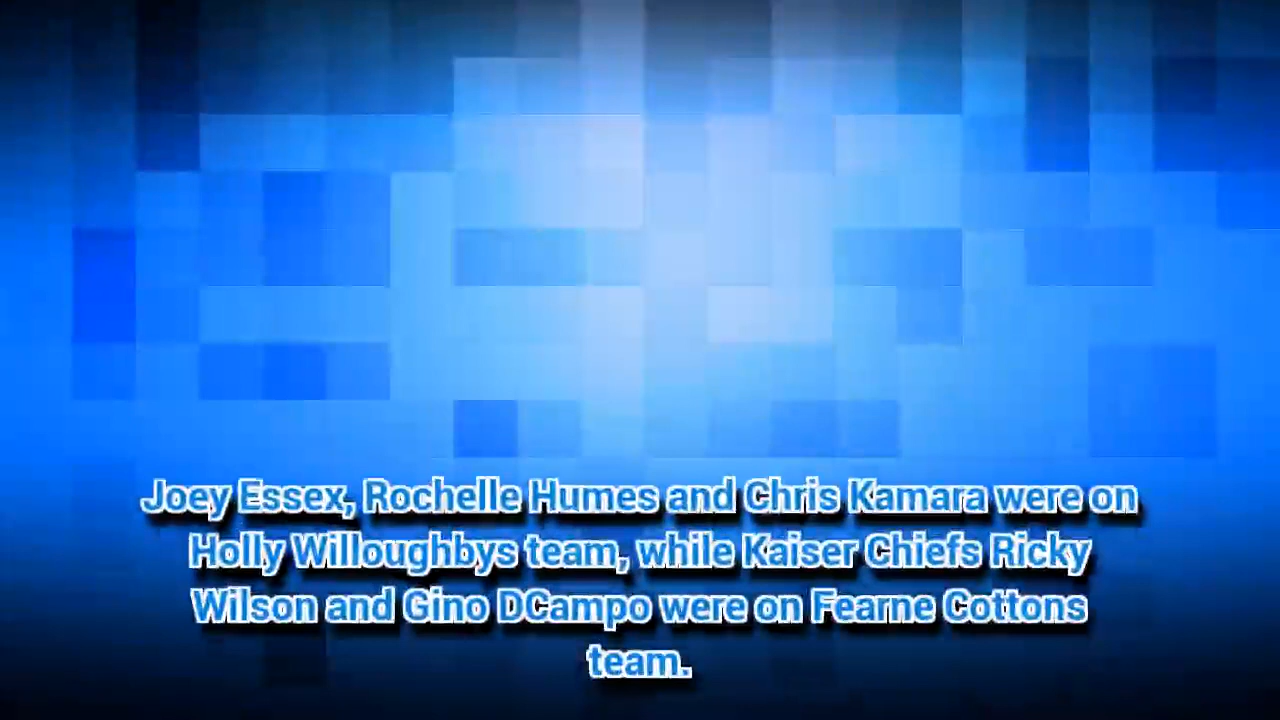 Joey Essex, Rochelle Humes and Chris Kamara were on
Holly Willoughbys team, while Kaiser Chiefs Ricky
Wilson and Gino DCampo were on Fearne Cottons
team.